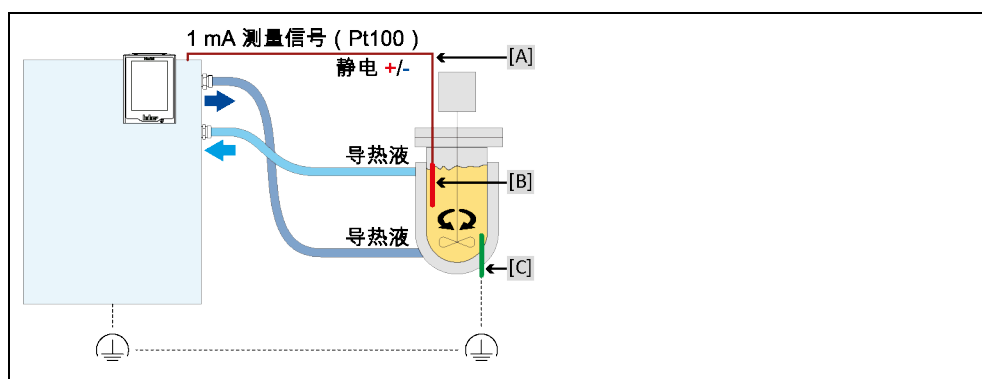 1 mA 测量信号（Pt100）
静电 +/-
[A]
导热液
[B]
导热液
[C]